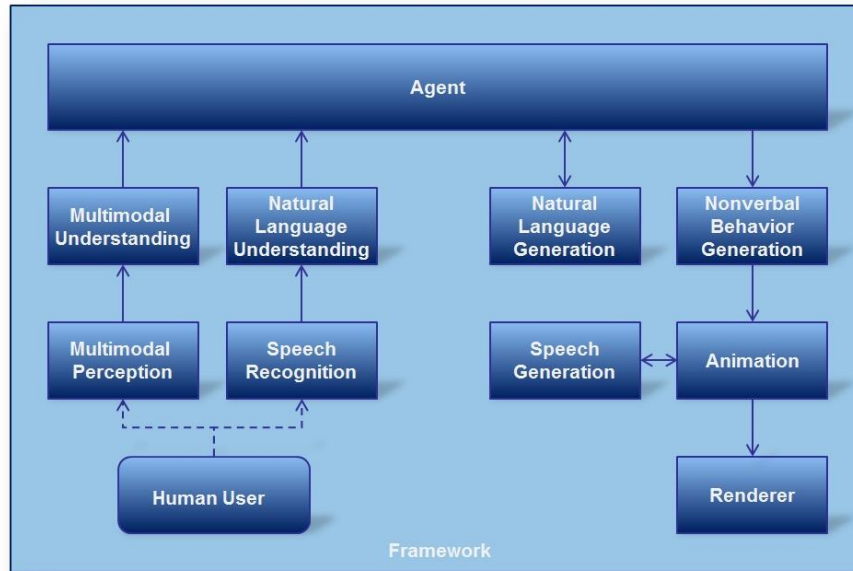 Agent
Multimodal
Understanding
Natural
Language
Understanding
Natural
Language
Generation
Nonverbal
Behavior
Generation
Multimodal
Perception
Speech
Recognition
Speech
Generation
Animation
Human User
Renderer
Framework